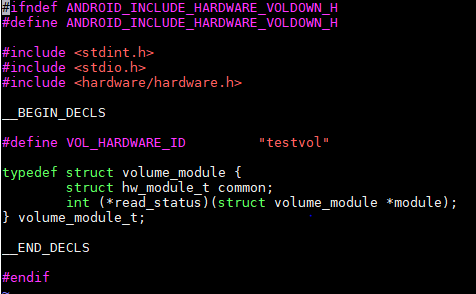 #ifndef ANDROID_INCLUDE_HARDWARE_VOLDOWN_H
#define ANDROID_INCLUDE_HARDWARE_VOLDOWN_H
#include <stdint.h>
#include <stdio.h>
#include <hardware/hardware.h>
__BEGIN_DECLS
#define VOL_HARDWARE_ID          "testvol"
typedef struct volume_module {
        struct hw_module_t common;
        int (*read_status)(struct volume_module *module);
} volume_module_t;
__END_DECLS
#endif
~